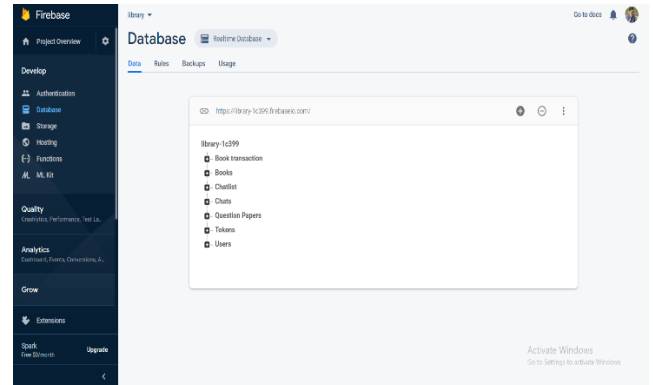 Firebase
Project Overview
Develop
Authentication
Database
Storage
Hosting
Functions
ML Kit
Quality
Crashlytics, Performance, Test La...
Analytics
Dashboard, Events, Conversions, A...
Grow
Extensions
Spark
Free $0/month
Upgrade
library
Go to docs
Database
Realtime Database
Data Rules Backups Usage
https://library-1c399.firebaseio.com/
library-1c399
Book transaction
Books
Chatlist
Chats
Question Papers
Tokens
Users
Activate Windows
Go to Settings to activate Windows.